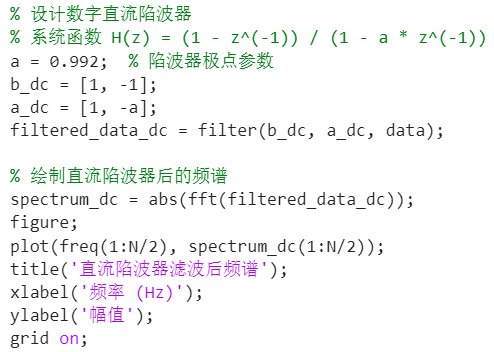 % 设计数字直流陷波器
% 系统函数 H(z) = (1 - z^(-1)) / (1 - a * z^(-1))
a = 0.992;  % 陷波器极点参数
b_dc = [1, -1];
a_dc = [1, -a];
filtered_data_dc = filter(b_dc, a_dc, data);
% 绘制直流陷波器后的频谱
spectrum_dc = abs(fft(filtered_data_dc));
figure;
plot(freq(1:N/2), spectrum_dc(1:N/2));
title('直流陷波器滤波后频谱');
xlabel('频率 (Hz)');
ylabel('幅值');
grid on;